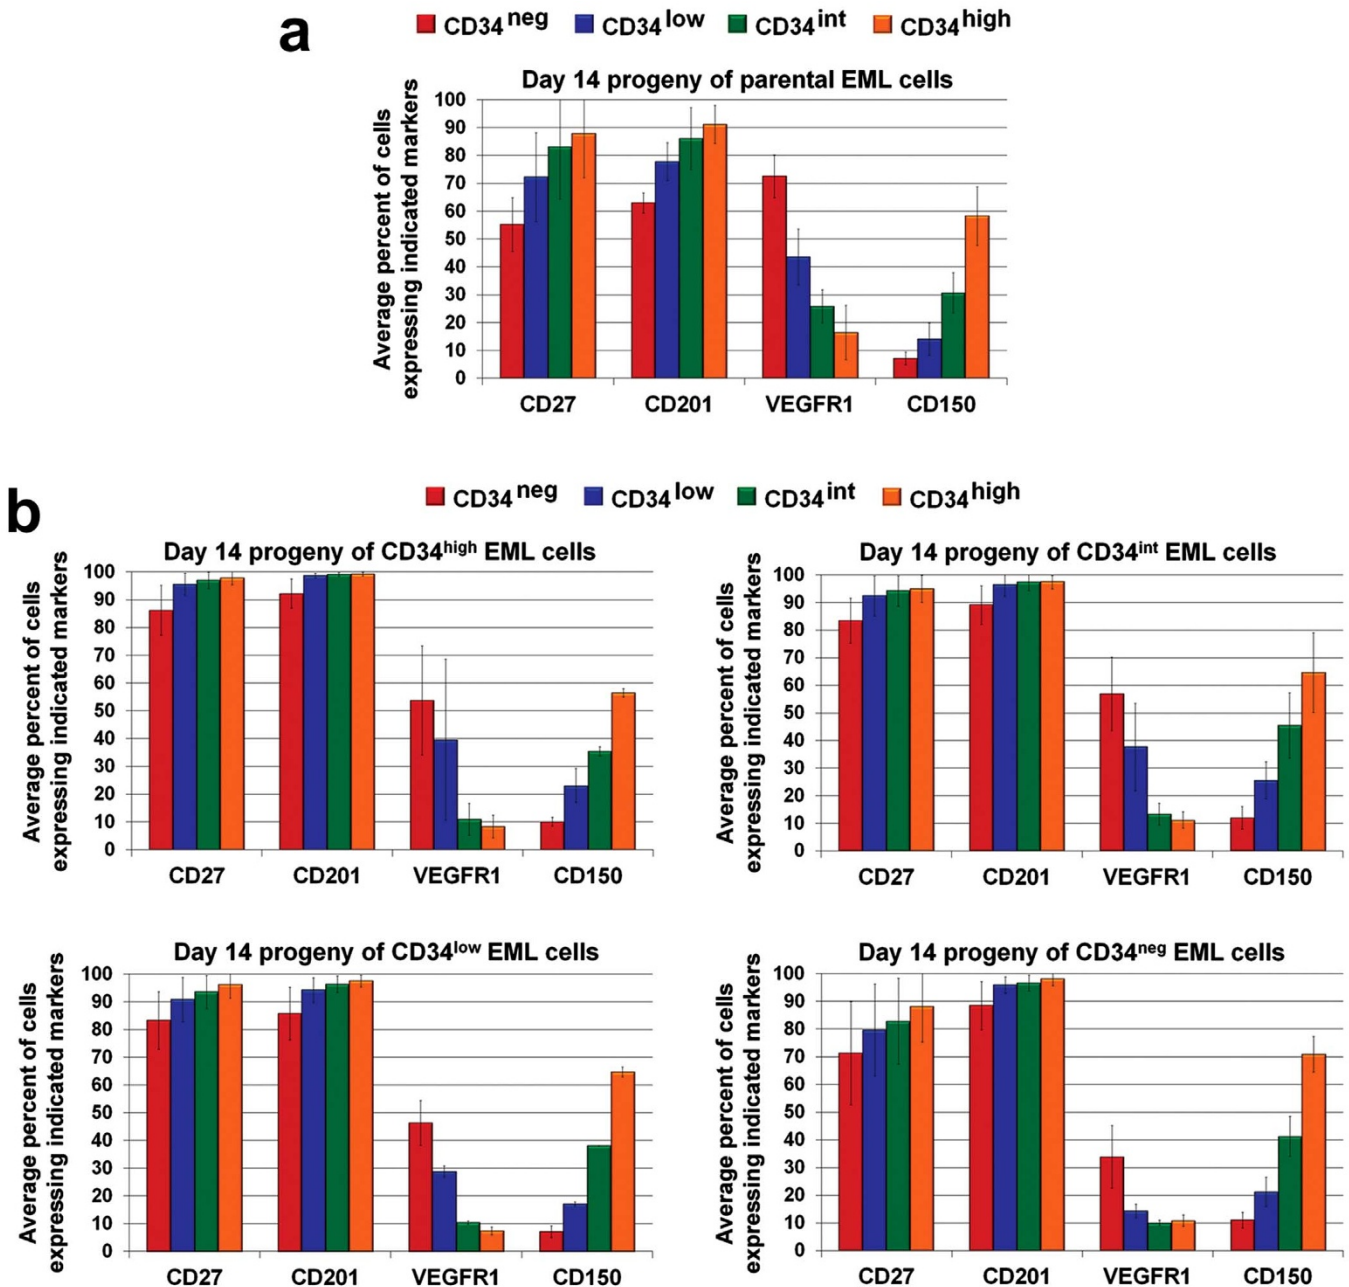 a
CD34neg CD34low CD34int CD34high
Day 14 progeny of parental EML cells
Average percent of cells
expressing indicated markers
100
90
80
70
60
50
40
30
20
10
0
CD27 CD201 VEGFR1 CD150
b
CD34neg CD34low CD34int CD34high
Day 14 progeny of CD34high EML cells
Average percent of cells
expressing indicated markers
100
90
80
70
60
50
40
30
20
10
0
CD27 CD201 VEGFR1 CD150
Day 14 progeny of CD34int EML cells
Average percent of cells
expressing indicated markers
100
90
80
70
60
50
40
30
20
10
0
CD27 CD201 VEGFR1 CD150
Day 14 progeny of CD34low EML cells
Average percent of cells
expressing indicated markers
100
90
80
70
60
50
40
30
20
10
0
CD27 CD201 VEGFR1 CD150
Day 14 progeny of CD34neg EML cells
Average percent of cells
expressing indicated markers
100
90
80
70
60
50
40
30
20
10
0
CD27 CD201 VEGFR1 CD150